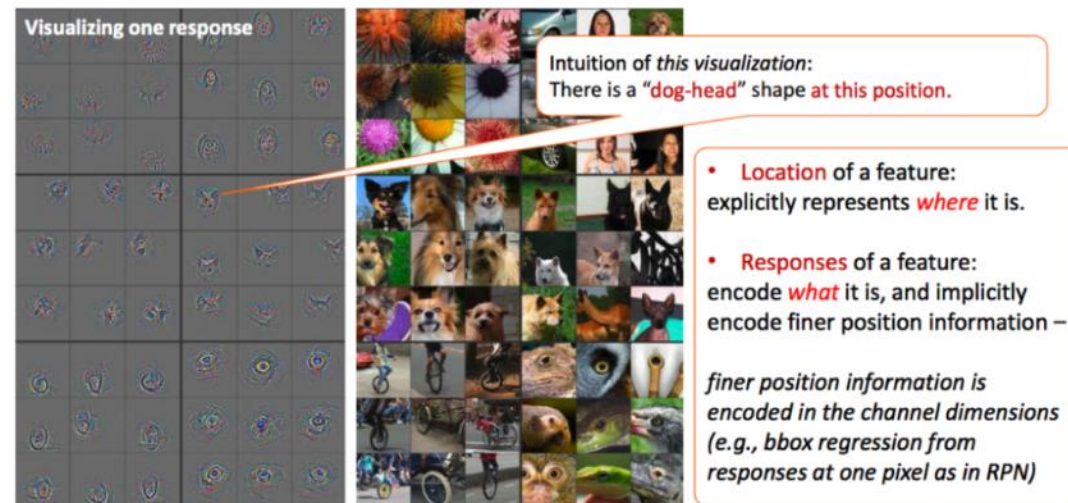 Visualizing one response
Intuition of this visualization:
There is a “dog-head” shape at this position.
• Location of a feature:
explicitly represents where it is.
• Responses of a feature:
encode what it is, and implicitly
encode finer position information –
finer position information is
encoded in the channel dimensions
(e.g., bbox regression from
responses at one pixel as in RPN)